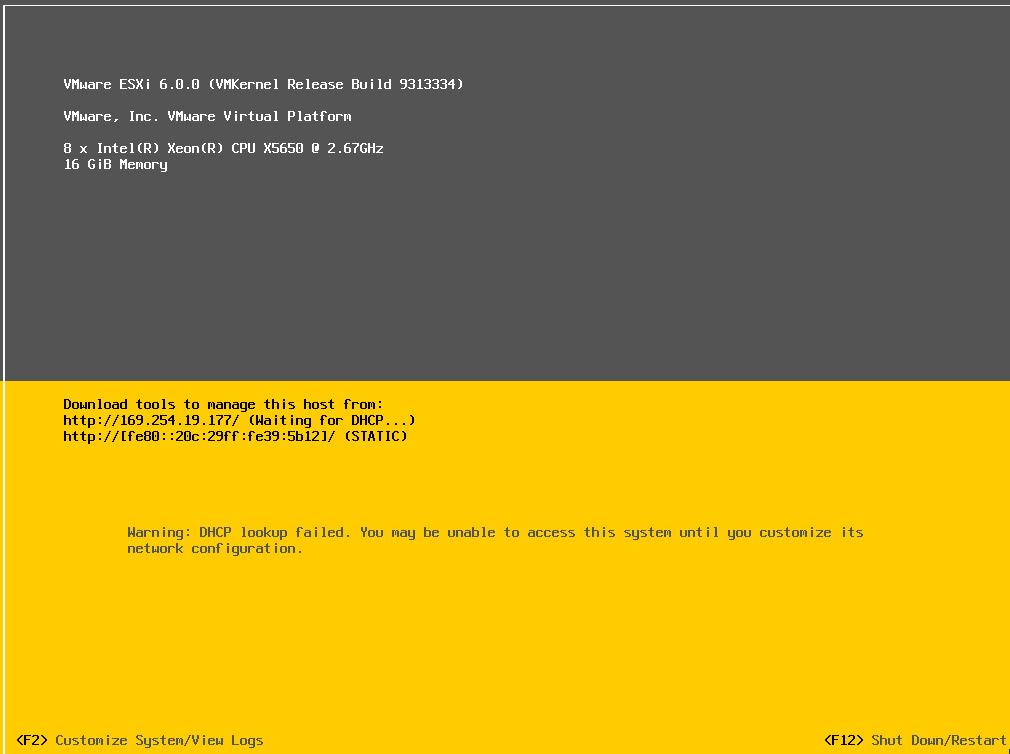 VMware ESXi 6.0.0 (VMKernel Release Build 9313334)
VMware, Inc. VMware Virtual Platform
8 x Intel(R) Xeon(R) CPU X5650 @ 2.67GHz
16 GiB Memory
Download tools to manage this host from:
http://169.254.19.177/ (Waiting for DHCP...)
http://[fe80::20c:29ff:fe39:5b12]/ (STATIC)
Warning: DHCP lookup failed. You may be unable to access this system until you customize its
network configuration.
<F2> Customize System/View Logs
<F12> Shut Down/Restart